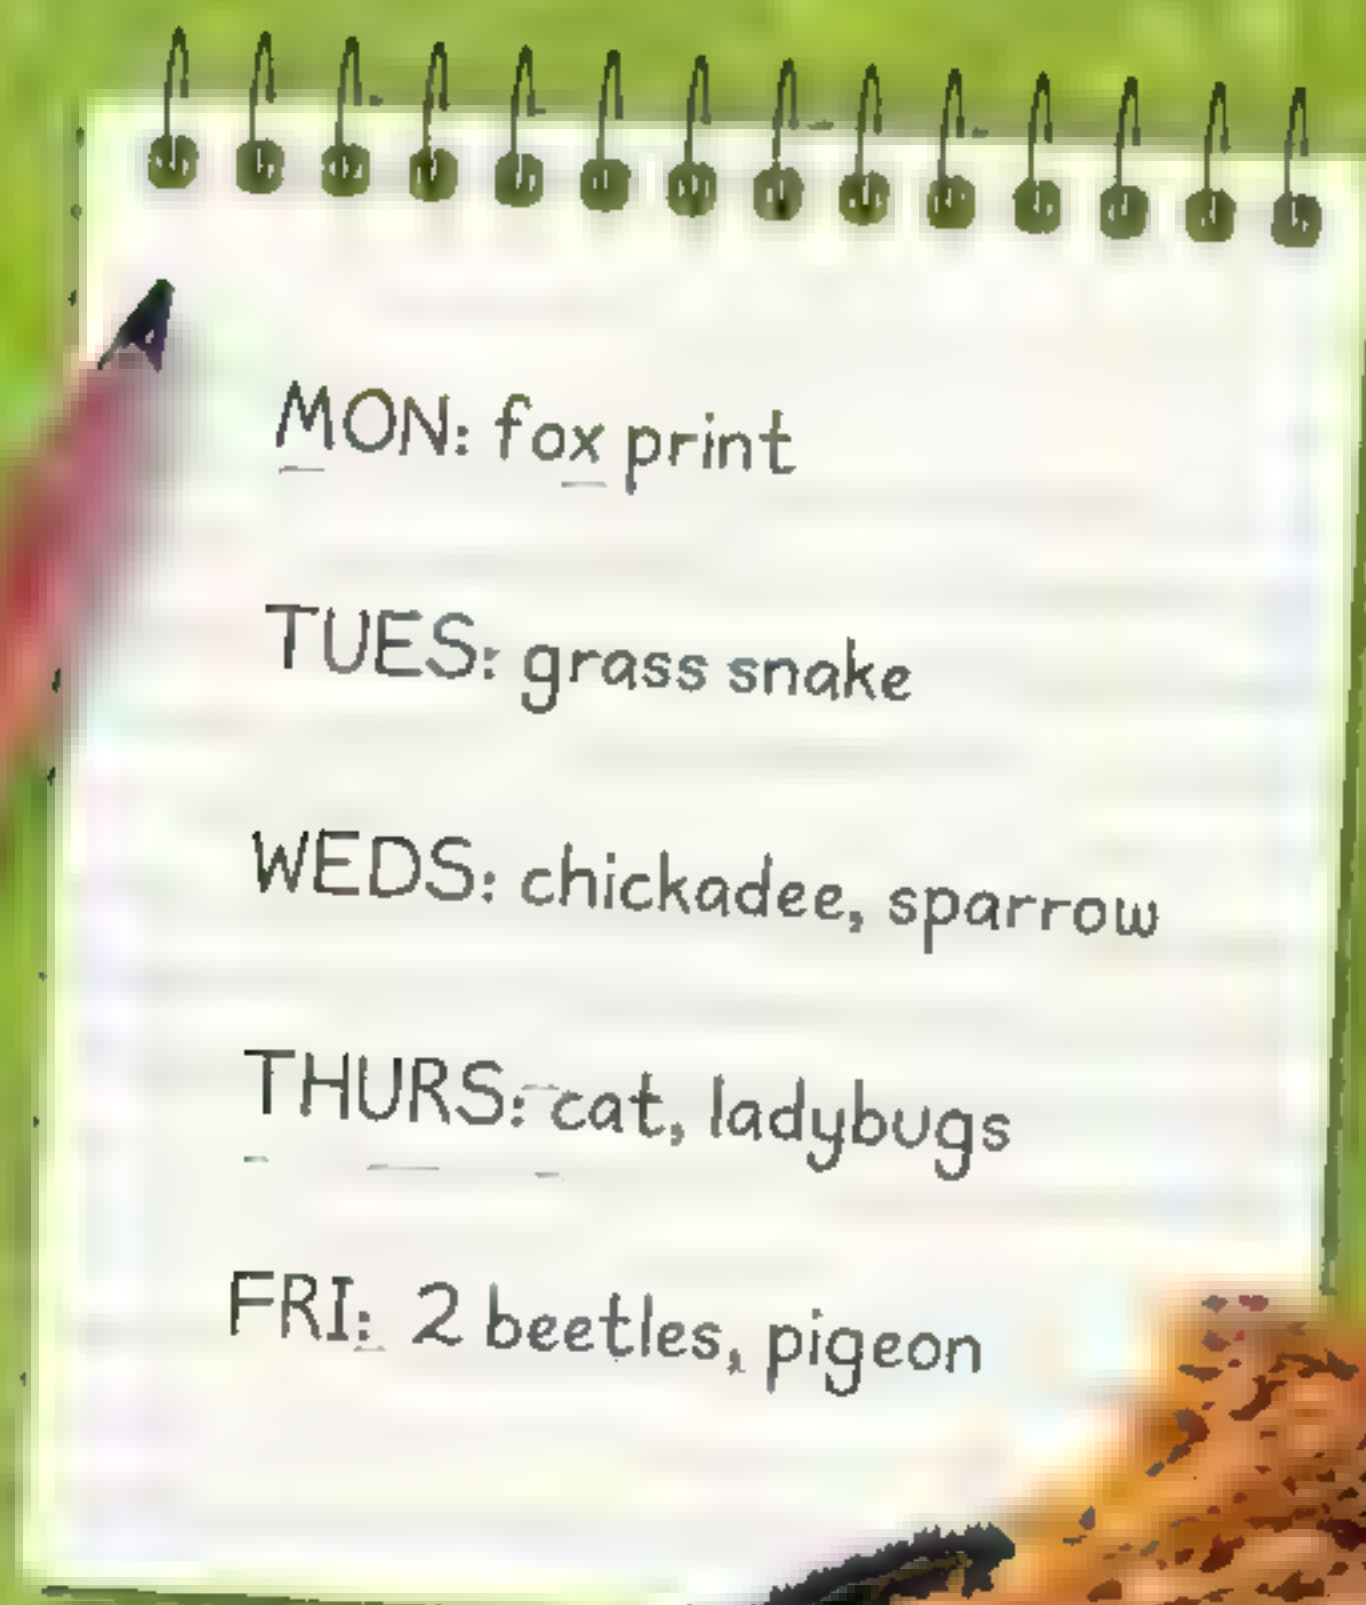 MON: fox print
TUES: grass snake
WEDS: chickadee, sparrow
THURS: cat, ladybugs
FRI: 2 beetles, pigeon